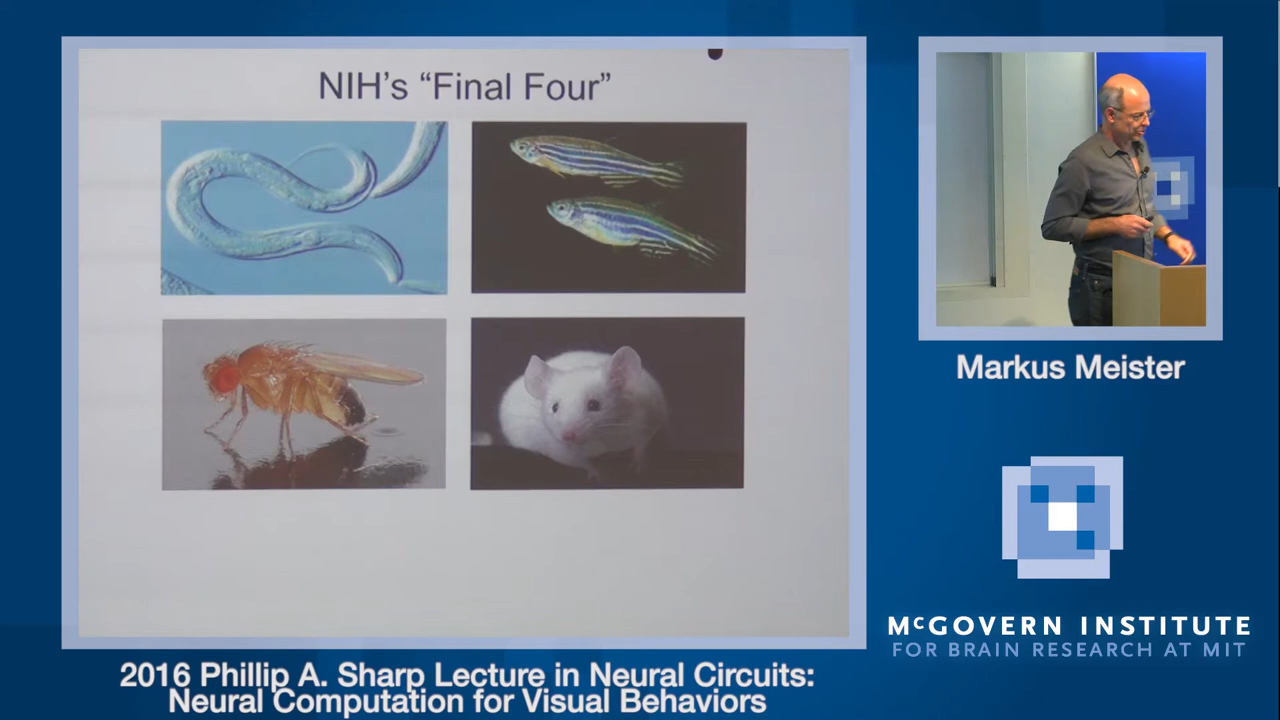 NIH's “Final Four”
Markus Meister
McGOVERN INSTITUTE
FOR BRAIN RESEARCH AT MIT
2016 Phillip A. Sharp Lecture in Neural Circuits:
Neural Computation for Visual Behaviors